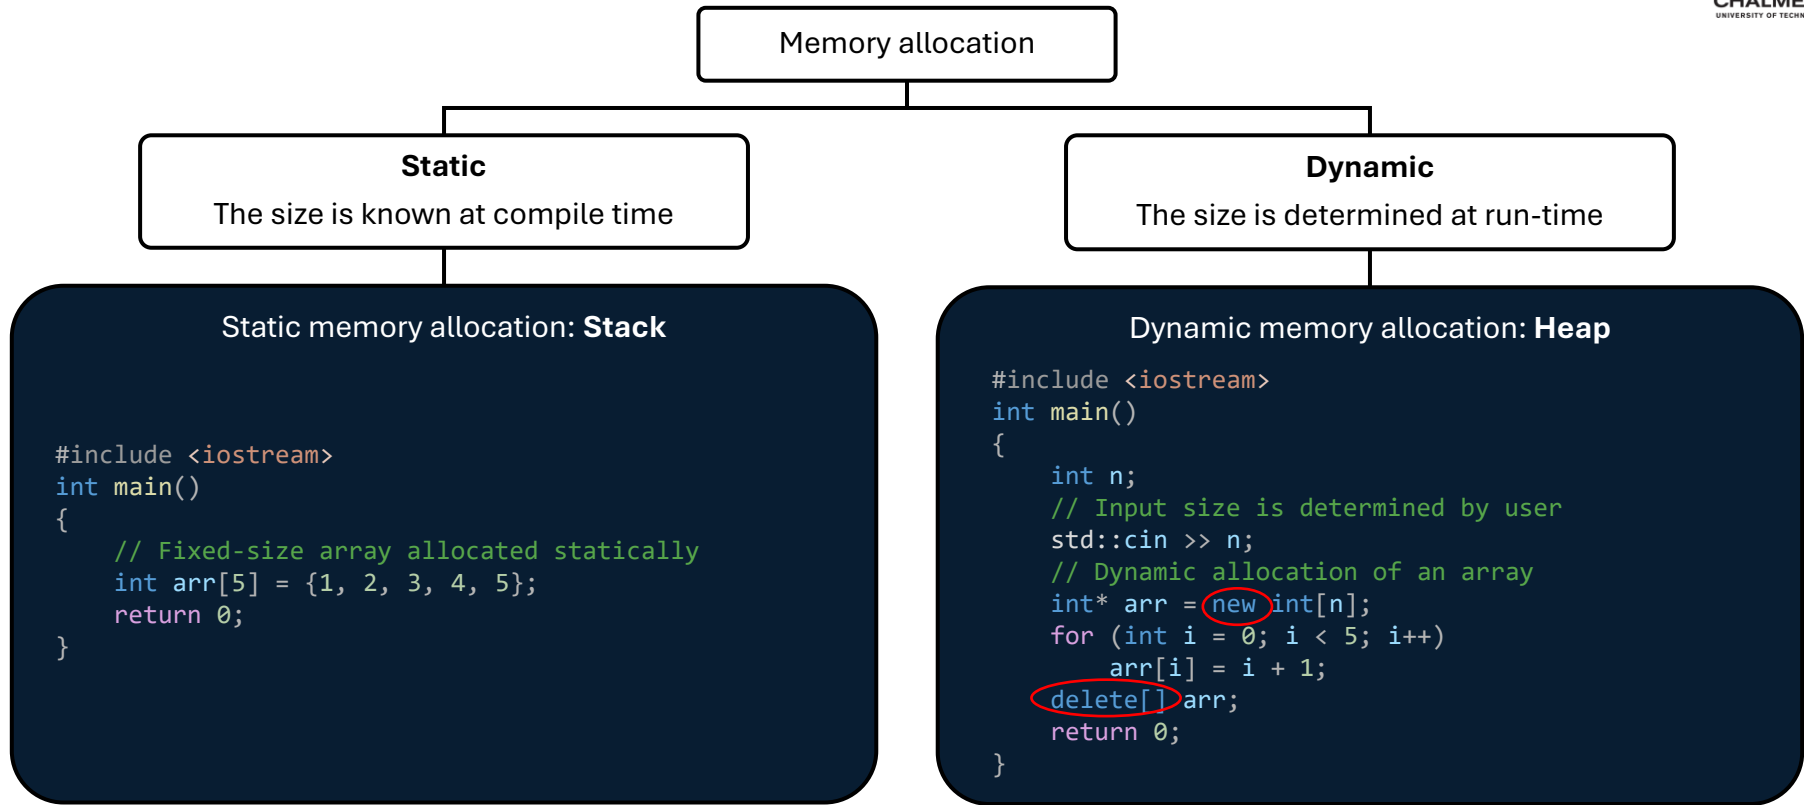 CHALME
UNIVERSITY OF TECHN
Memory allocation
Static
The size is known at compile time
Dynamic
The size is determined at run-time
Static memory allocation: Stack
#include <iostream>
int main()
{
    // Fixed-size array allocated statically
    int arr[5] = {1, 2, 3, 4, 5};
    return 0;
}
Dynamic memory allocation: Heap
#include <iostream>
int main()
{
    int n;
    // Input size is determined by user
    std::cin >> n;
    // Dynamic allocation of an array
    int* arr = new int[n];
    for (int i = 0; i < 5; i++)
        arr[i] = i + 1;
    delete[] arr;
    return 0;
}